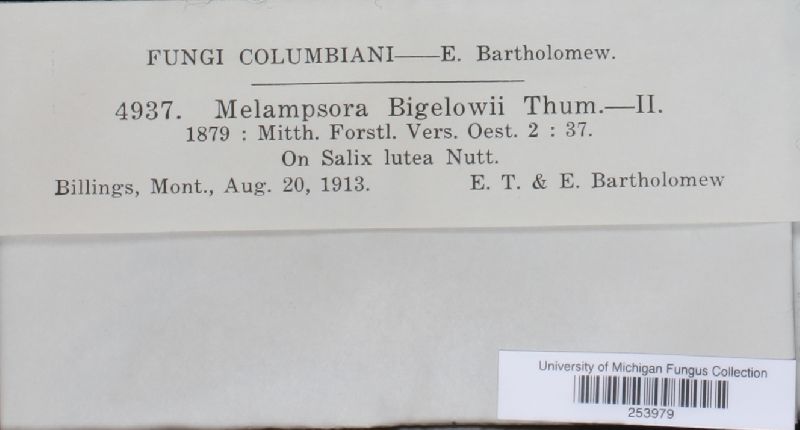 FUNGI COLUMBIANI——E. Bartholomew.
4937. Melampsora Bigelowii Thum.—II.
1879 : Mitth. Forstl. Vers. Oest. 2 : 37.
On Salix lutea Nutt.
Billings, Mont., Aug. 20, 1913. E. T. & E. Bartholomew
University of Michigan Fungus Collection
253979